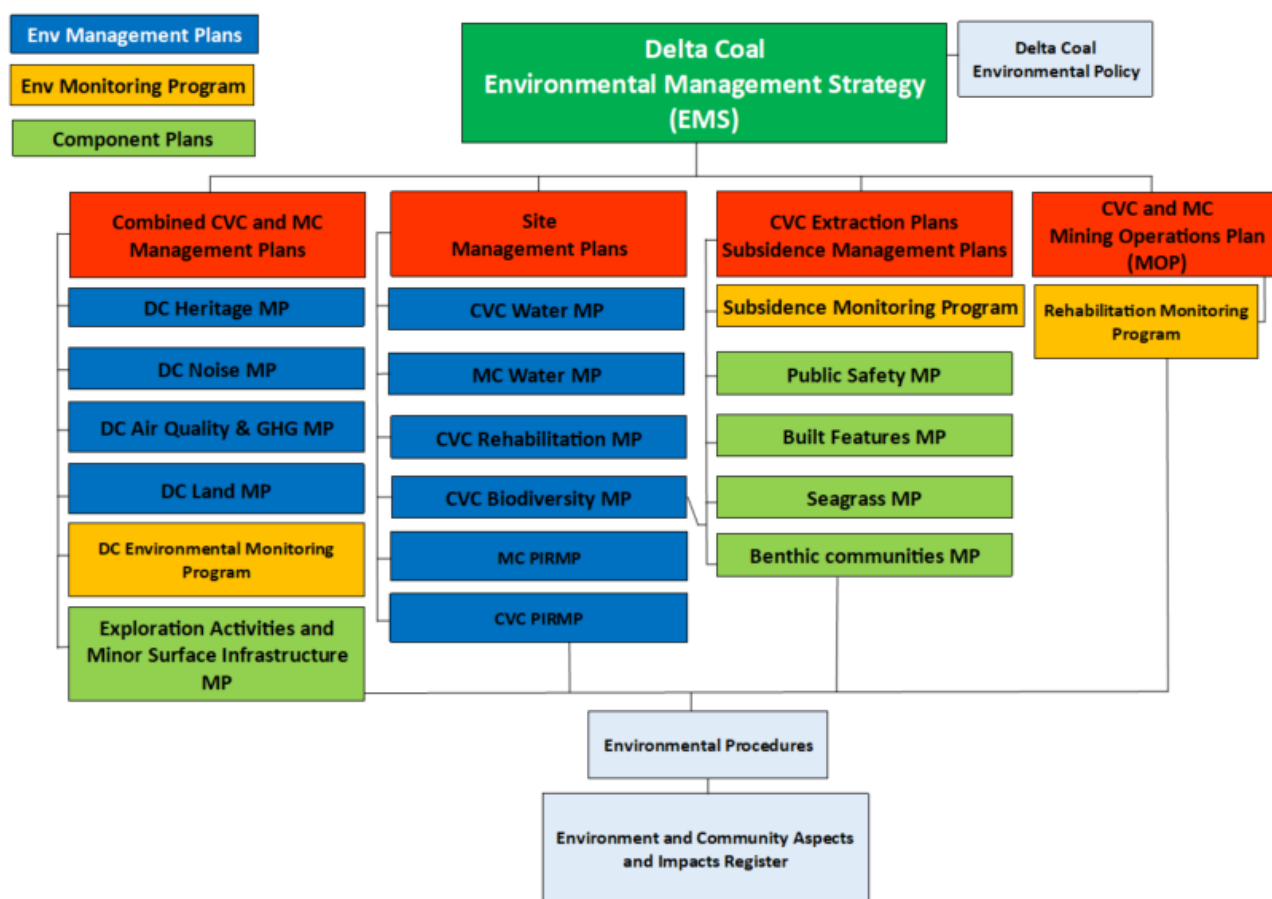 Env Management Plans
Env Monitoring Program
Component Plans
Delta Coal
Environmental Management Strategy
(EMS)
Delta Coal
Environmental Policy
Combined CVC and MC
Management Plans
DC Heritage MP
DC Noise MP
DC Air Quality & GHG MP
DC Land MP
DC Environmental Monitoring
Program
Exploration Activities and
Minor Surface Infrastructure
MP
Site
Management Plans
CVC Water MP
MC Water MP
CVC Rehabilitation MP
CVC Biodiversity MP
MC PIRMP
CVC PIRMP
CVC Extraction Plans
Subsidence Management Plans
Subsidence Monitoring Program
Public Safety MP
Built Features MP
Seagrass MP
Benthic communities MP
CVC and MC
Mining Operations Plan
(MOP)
Rehabilitation Monitoring
Program
Environmental Procedures
Environment and Community Aspects
and Impacts Register